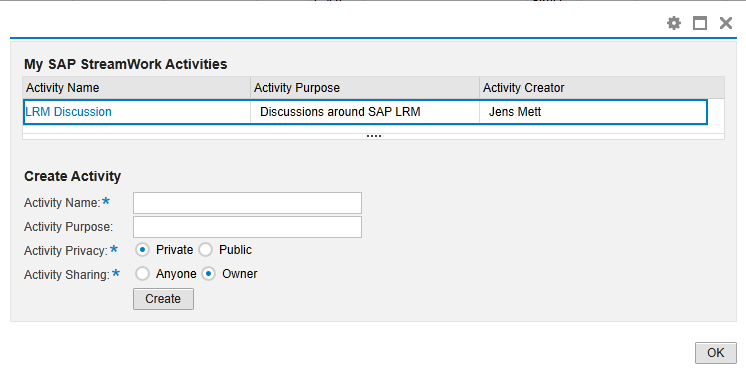 My SAP StreamWork Activities
Activity Name Activity Purpose Activity Creator
LRM Discussion Discussions around SAP LRM Jens Mett
Create Activity
Activity Name:*
Activity Purpose:
Activity Privacy:* Private Public
Activity Sharing:* Anyone Owner
Create
OK